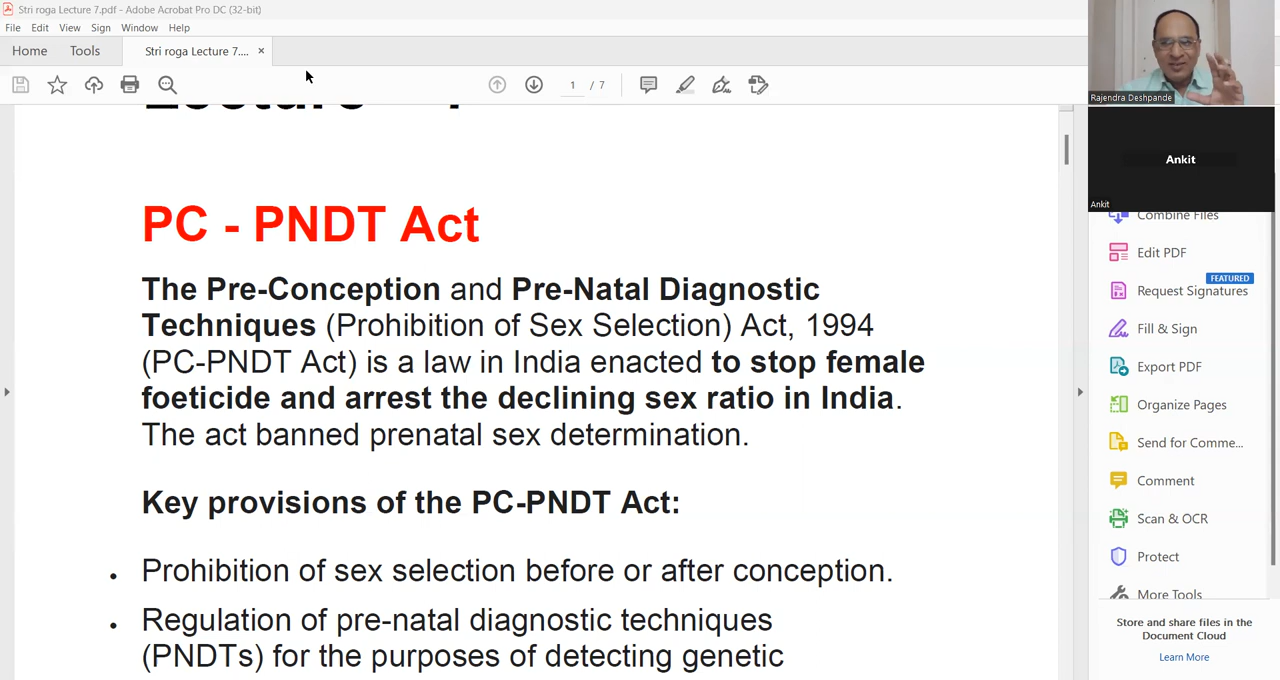 Stri roga Lecture 7.pdf - Adobe Acrobat Pro DC (32-bit)
File Edit View Sign Window Help
Home Tools Stri roga Lecture 7.... ×
1 / 7
Rajendra Deshpande
Ankit
Ankit
PC - PNDT Act
The Pre-Conception and Pre-Natal Diagnostic
Techniques (Prohibition of Sex Selection) Act, 1994
(PC-PNDT Act) is a law in India enacted to stop female
foeticide and arrest the declining sex ratio in India.
The act banned prenatal sex determination.
Key provisions of the PC-PNDT Act:
• Prohibition of sex selection before or after conception.
• Regulation of pre-natal diagnostic techniques
(PNDTs) for the purposes of detecting genetic
Combine Files
Edit PDF
FEATURED
Request Signatures
Fill & Sign
Export PDF
Organize Pages
Send for Comme...
Comment
Scan & OCR
Protect
More Tools
Store and share files in the
Document Cloud
Learn More